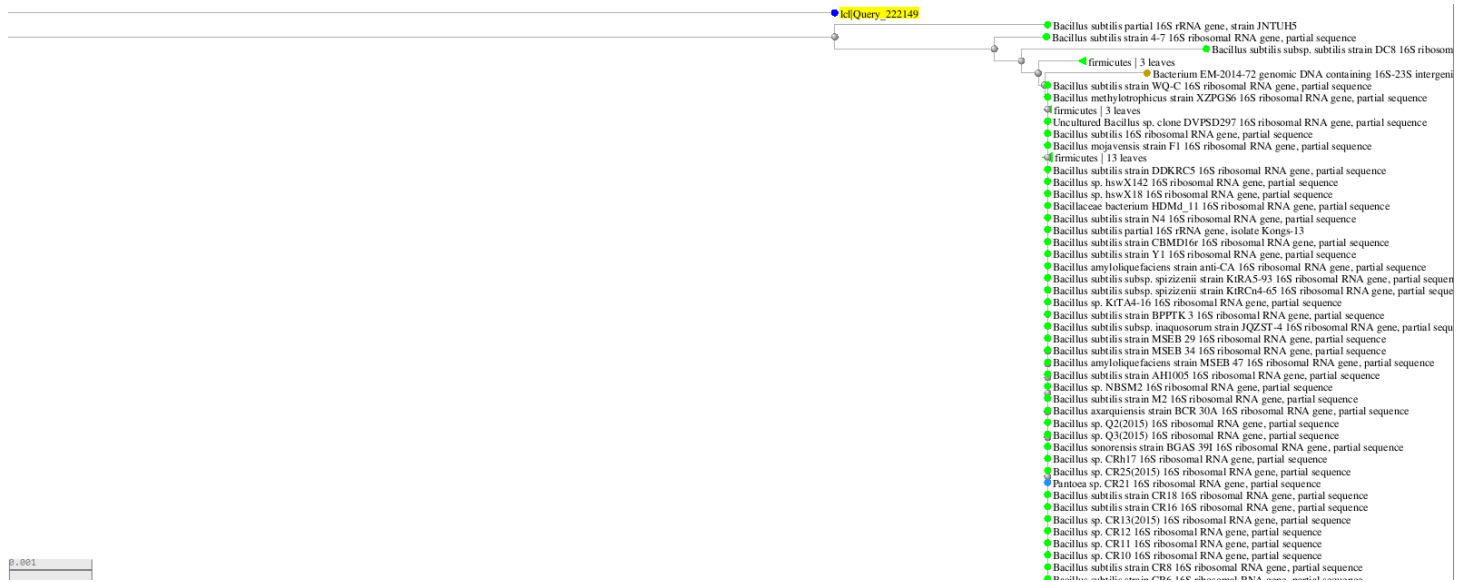 lcl|Query_222149
Bacillus subtilis partial 16S rRNA gene, strain JNTUH5
Bacillus subtilis strain 4-7 16S ribosomal RNA gene, partial sequence
Bacillus subtilis subsp. subtilis strain DC8 16S ribosom
firmicutes | 3 leaves
Bacterium EM-2014-72 genomic DNA containing 16S-23S intergeni
Bacillus subtilis strain WQ-C 16S ribosomal RNA gene, partial sequence
Bacillus methylotrophicus strain XZPGS6 16S ribosomal RNA gene, partial sequence
firmicutes | 3 leaves
Uncultured Bacillus sp. clone DVPSD297 16S ribosomal RNA gene, partial sequence
Bacillus subtilis 16S ribosomal RNA gene, partial sequence
Bacillus mojavensis strain F1 16S ribosomal RNA gene, partial sequence
firmicutes | 13 leaves
Bacillus subtilis strain DDKRC5 16S ribosomal RNA gene, partial sequence
Bacillus sp. hswX142 16S ribosomal RNA gene, partial sequence
Bacillus sp. hswX18 16S ribosomal RNA gene, partial sequence
Bacillaceae bacterium HDMd_11 16S ribosomal RNA gene, partial sequence
Bacillus subtilis strain N4 16S ribosomal RNA gene, partial sequence
Bacillus subtilis partial 16S rRNA gene, isolate Kongs-13
Bacillus subtilis strain CBMD16r 16S ribosomal RNA gene, partial sequence
Bacillus subtilis strain Y1 16S ribosomal RNA gene, partial sequence
Bacillus amyloliquefaciens strain anti-CA 16S ribosomal RNA gene, partial sequence
Bacillus subtilis subsp. spizizenii strain KtRA5-93 16S ribosomal RNA gene, partial sequen
Bacillus subtilis subsp. spizizenii strain KtRCn4-65 16S ribosomal RNA gene, partial seque
Bacillus sp. KtTA4-16 16S ribosomal RNA gene, partial sequence
Bacillus subtilis strain BPPTK 3 16S ribosomal RNA gene, partial sequence
Bacillus subtilis subsp. inaquosorum strain JQZST-4 16S ribosomal RNA gene, partial sequ
Bacillus subtilis strain MSEB 29 16S ribosomal RNA gene, partial sequence
Bacillus subtilis strain MSEB 34 16S ribosomal RNA gene, partial sequence
Bacillus amyloliquefaciens strain MSEB 47 16S ribosomal RNA gene, partial sequence
Bacillus subtilis strain AH1005 16S ribosomal RNA gene, partial sequence
Bacillus sp. NBSM2 16S ribosomal RNA gene, partial sequence
Bacillus subtilis strain M2 16S ribosomal RNA gene, partial sequence
Bacillus axarquiensis strain BCR 30A 16S ribosomal RNA gene, partial sequence
Bacillus sp. Q2(2015) 16S ribosomal RNA gene, partial sequence
Bacillus sp. Q3(2015) 16S ribosomal RNA gene, partial sequence
Bacillus sonorensis strain BGAS 39I 16S ribosomal RNA gene, partial sequence
Bacillus sp. CRh17 16S ribosomal RNA gene, partial sequence
Bacillus sp. CR25(2015) 16S ribosomal RNA gene, partial sequence
Pantoea sp. CR21 16S ribosomal RNA gene, partial sequence
Bacillus subtilis strain CR18 16S ribosomal RNA gene, partial sequence
Bacillus subtilis strain CR16 16S ribosomal RNA gene, partial sequence
Bacillus sp. CR13(2015) 16S ribosomal RNA gene, partial sequence
Bacillus sp. CR12 16S ribosomal RNA gene, partial sequence
Bacillus sp. CR11 16S ribosomal RNA gene, partial sequence
Bacillus sp. CR10 16S ribosomal RNA gene, partial sequence
Bacillus subtilis strain CR8 16S ribosomal RNA gene, partial sequence
Bacillus subtilis strain CR6 16S ribosomal RNA gene, partial sequence
0.001